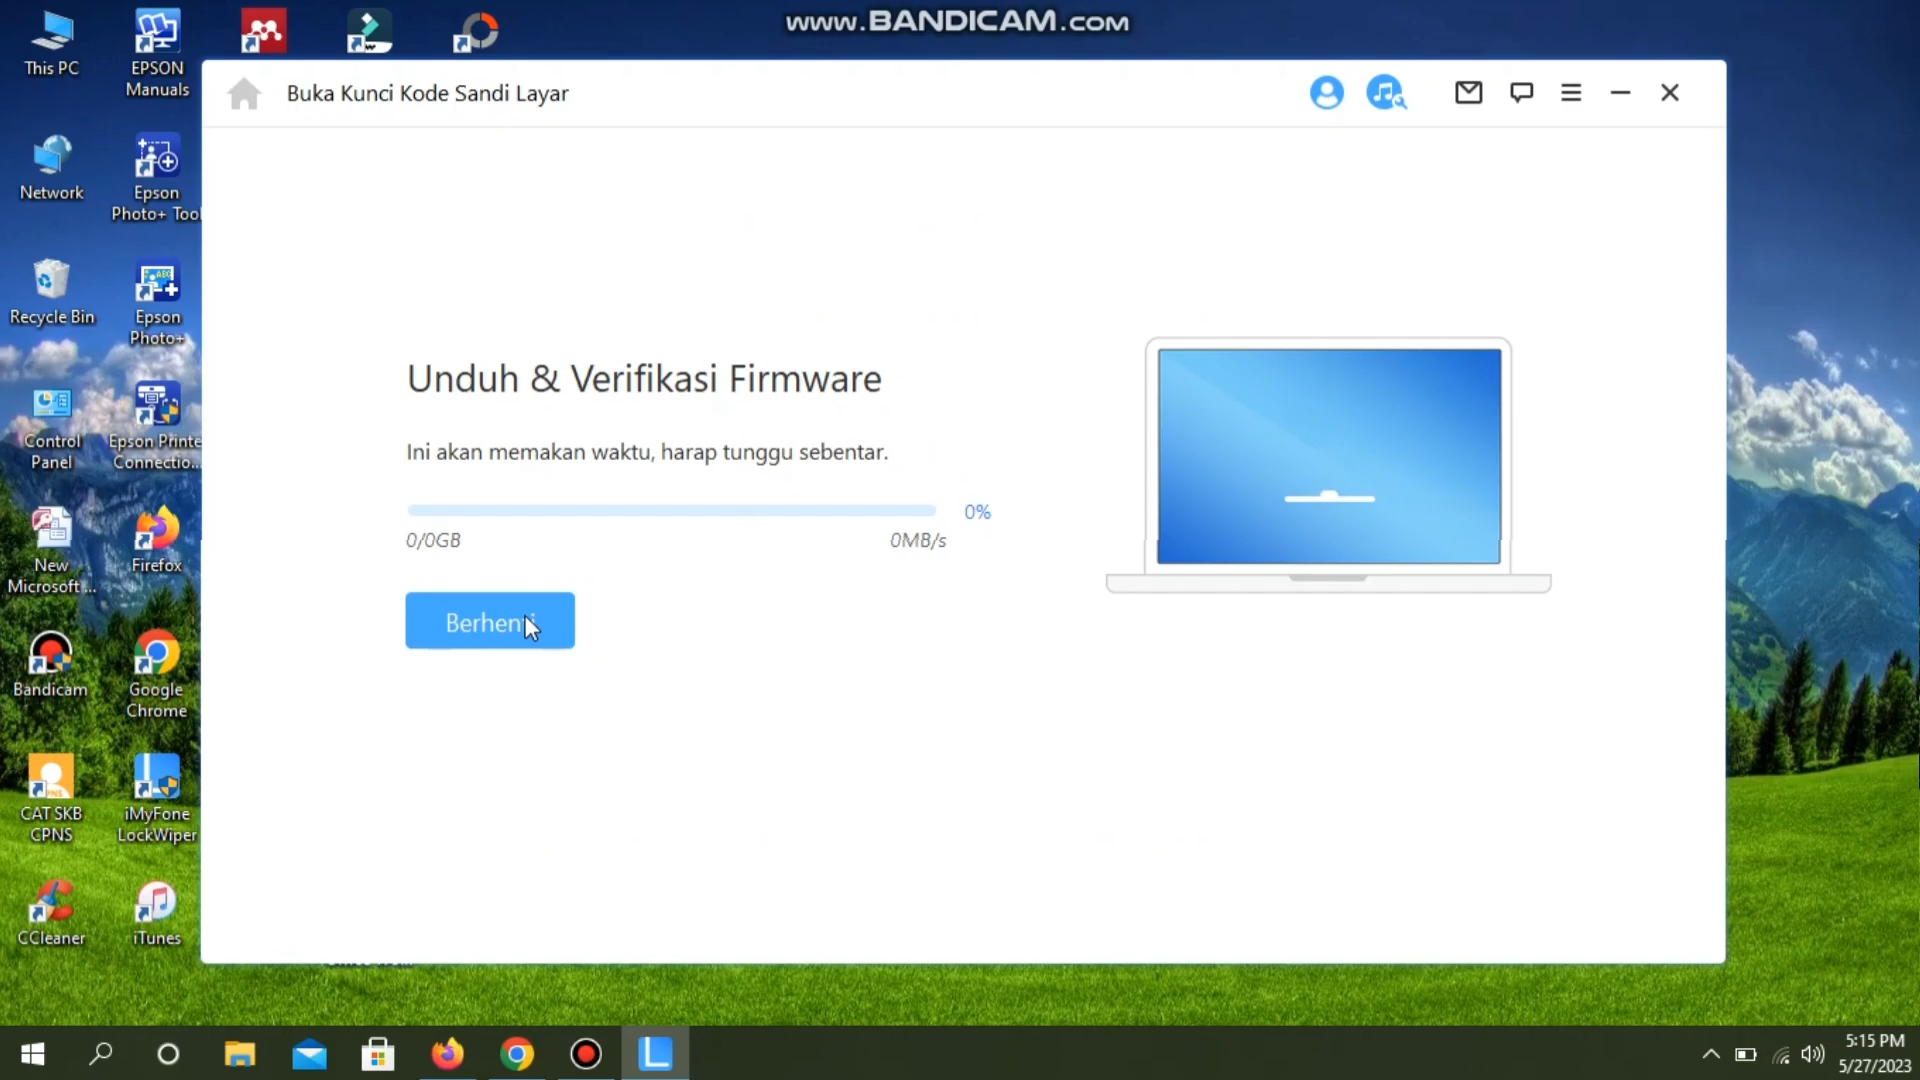 www.BANDICAM.com
This PC
EPSON
Manuals
Buka Kunci Kode Sandi Layar
Network
Epson
Photo+ Tool
Recycle Bin
Epson
Photo+
Unduh & Verifikasi Firmware
Ini akan memakan waktu, harap tunggu sebentar.
0%
0/0GB
0MB/s
Control
Panel
Epson Printe
Connectio...
New
Microsoft ...
Firefox
Berhenti
Bandicam
Google
Chrome
CAT SKB
CPNS
iMyFone
LockWiper
CCleaner
iTunes
5:15 PM
5/27/2023